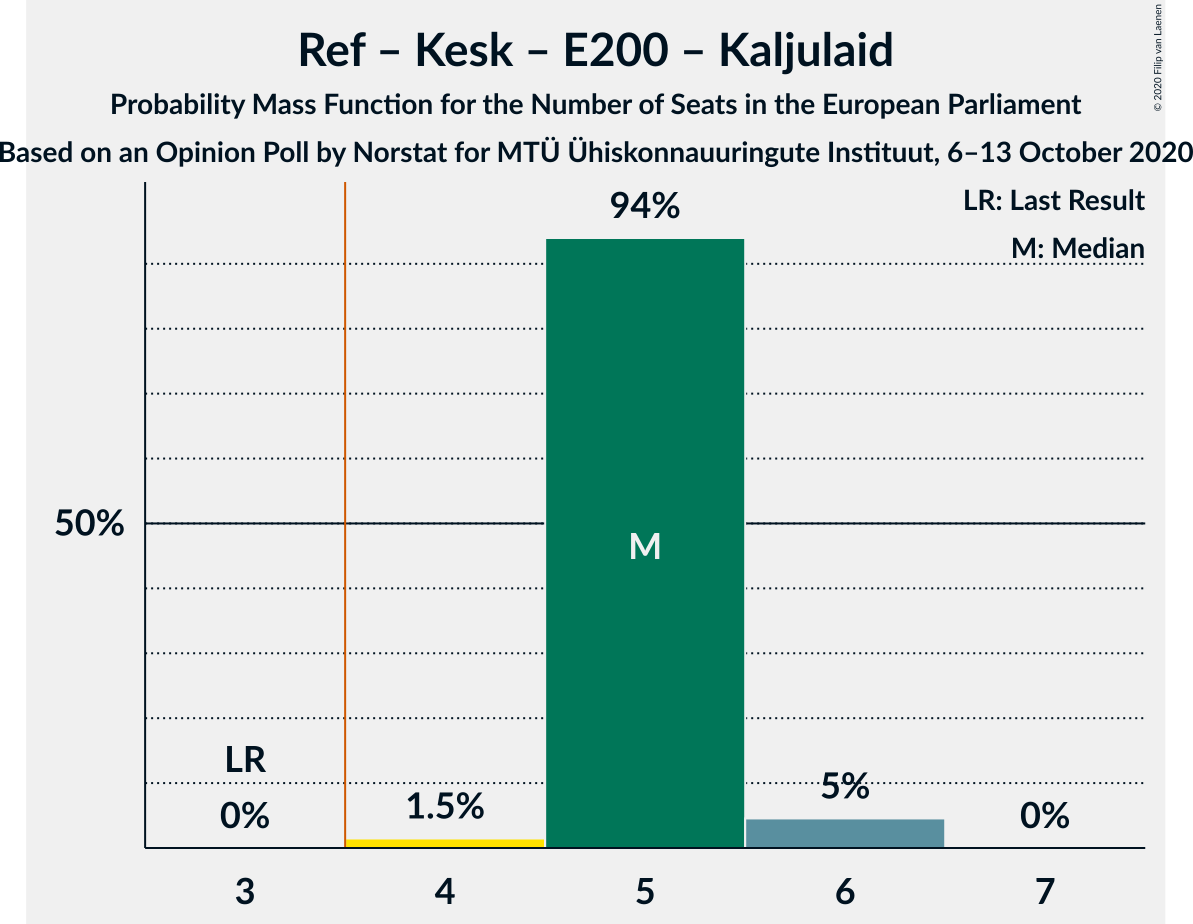 Ref – Kesk – E200 – Kaljulaid
Probability Mass Function for the Number of Seats in the European Parliament
Based on an Opinion Poll by Norstat for MTÜ Ühiskonnauuringute Instituut, 6–13 October 2020
© 2020 Filip van Laenen
LR: Last Result
M: Median
94%
50%
M
LR
0%
1.5%
5%
0%
3 4 5 6 7